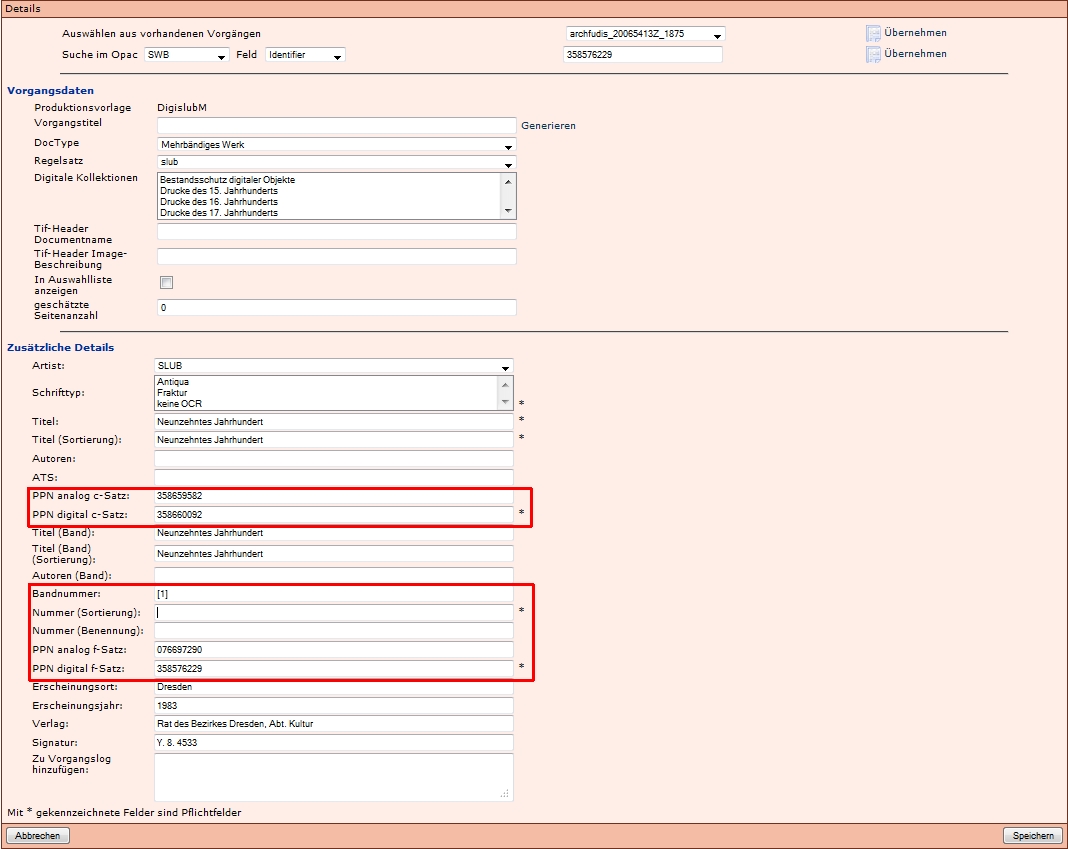 Details
Auswählen aus vorhandenen Vorgängen archfudis_20065413Z_1875 Übernehmen
Suche im Opac SWB Feld Identifier 358576229 Übernehmen
Vorgangsdaten
Produktionsvorlage DigislubM
Vorgangstitel Generieren
DocType Mehrbändiges Werk
Regelsatz slub
Digitale Kollektionen Bestandsschutz digitaler Objekte
Drucke des 15. Jahrhunderts
Drucke des 16. Jahrhunderts
Drucke des 17. Jahrhunderts
Tif-Header
Documentname
Tif-Header Image-
Beschreibung
In Auswahlliste
anzeigen
geschätzte
Seitenanzahl 0
Zusätzliche Details
Artist: SLUB
Antiqua
Schrifttyp: Fraktur
keine OCR *
Titel: Neunzehntes Jahrhundert *
Titel (Sortierung): Neunzehntes Jahrhundert *
Autoren:
ATS:
PPN analog c-Satz: 358659582
PPN digital c-Satz: 358660092 *
Titel (Band): Neunzehntes Jahrhundert
Titel (Band)
(Sortierung): Neunzehntes Jahrhundert
Autoren (Band):
Bandnummer: [1]
Nummer (Sortierung): *
Nummer (Benennung):
PPN analog f-Satz: 076697290
PPN digital f-Satz: 358576229 *
Erscheinungsort: Dresden
Erscheinungsjahr: 1983
Verlag: Rat des Bezirkes Dresden, Abt. Kultur
Signatur: Y. 8. 4533
Zu Vorgangslog
hinzufügen:
Mit * gekennzeichnete Felder sind Pflichtfelder
Abbrechen Speichern